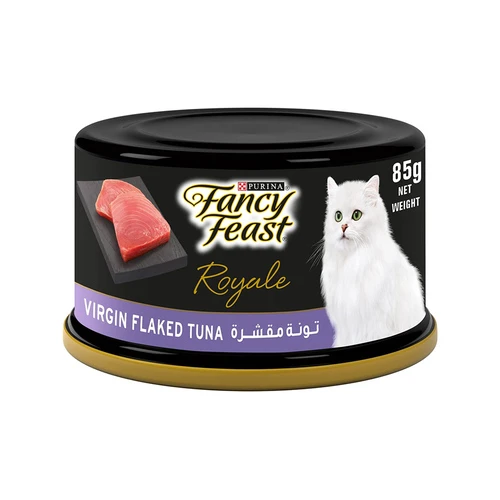 PURINA
Fancy
Feast
Royale
85g
NET
WEIGHT
VIRGIN FLAKED TUNA تونة مقشرة